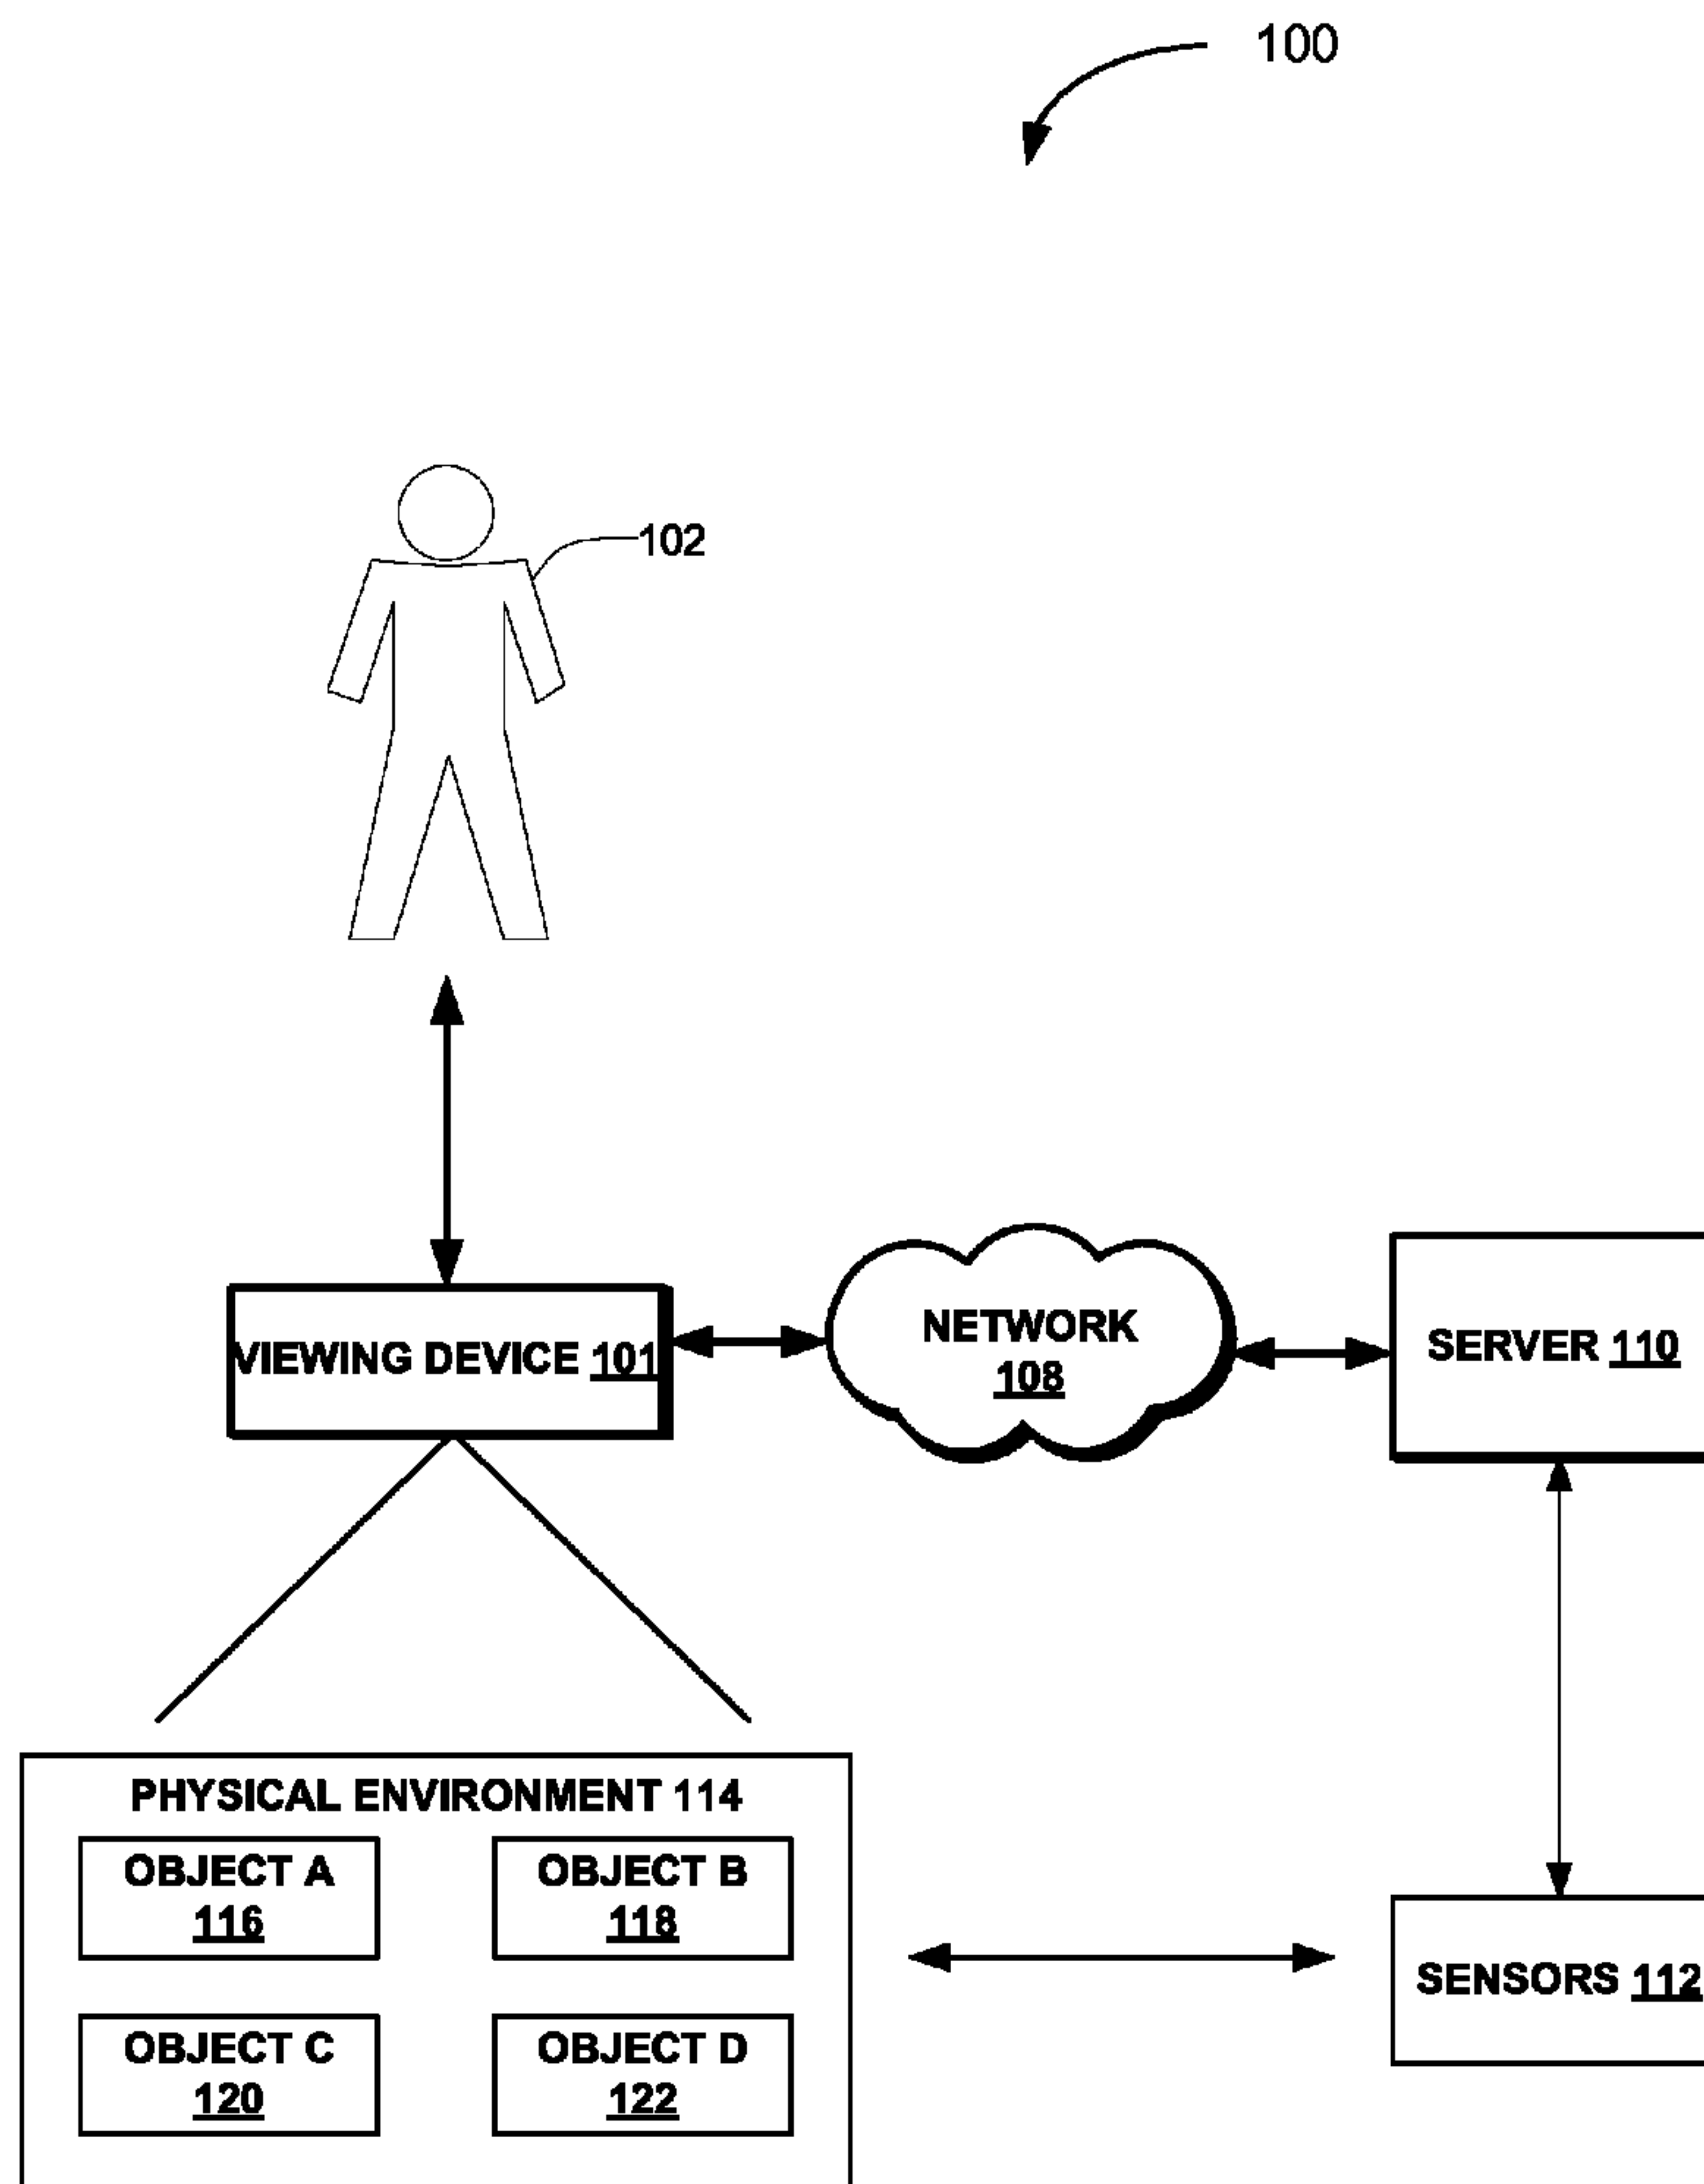 100
102
NETWORK
108
VIEWING DEVICE 101
SERVER 110
PHYSICAL ENVIRONMENT 114
OBJECT A
116
OBJECT B
118
SENSORS 112
OBJECT C
120
OBJECT D
122